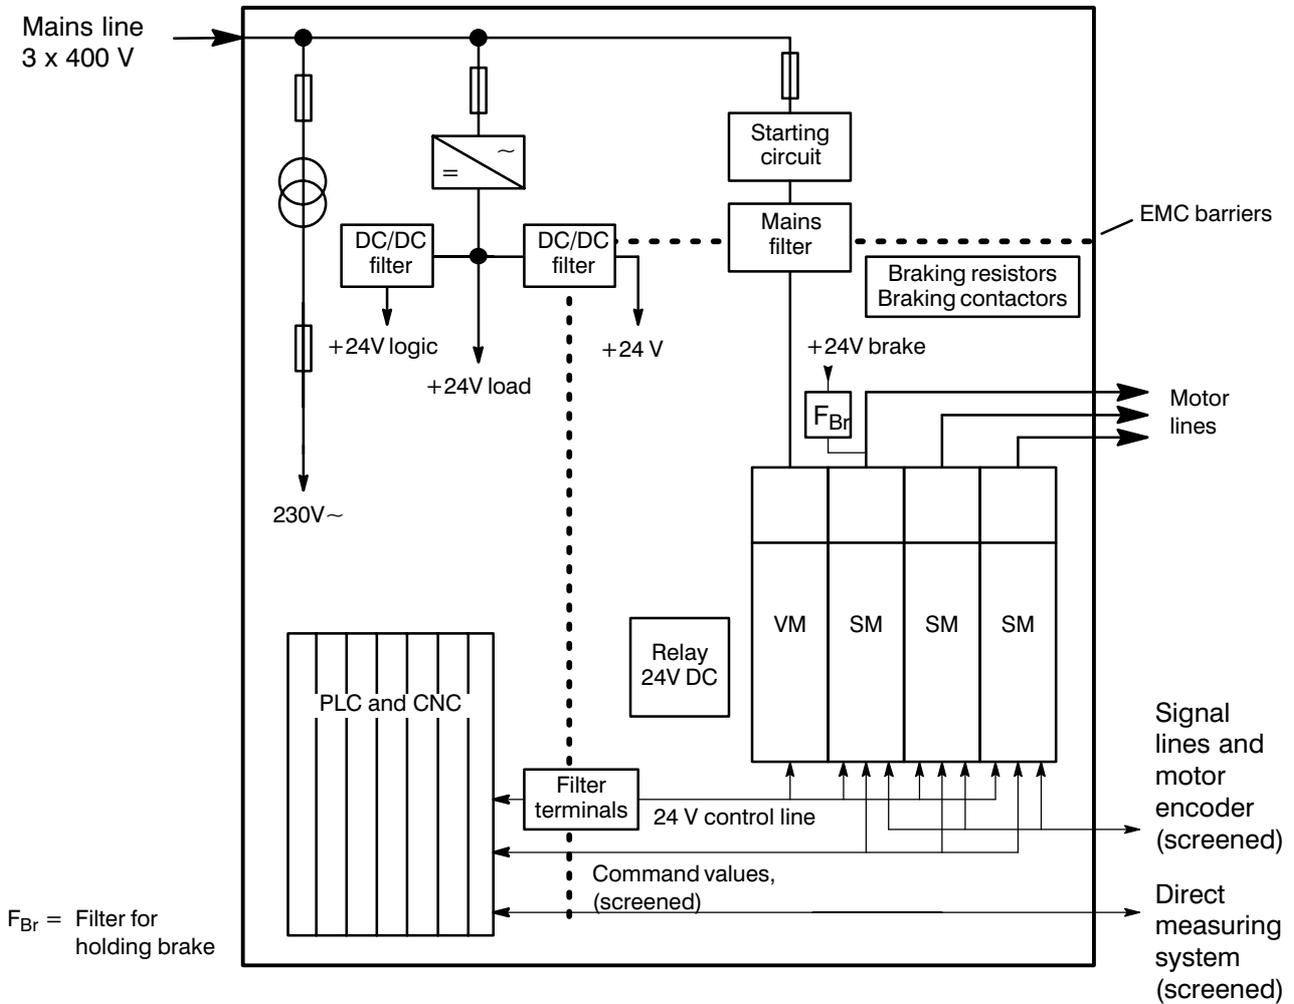 Mains line
3 x 400 V
Starting
circuit
~
=
Mains
filter
EMC barriers
DC/DC
filter
DC/DC
filter
Braking resistors
Braking contactors
+24V logic
+24V load
+24 V
+24V brake
FBr
Motor
lines
230V~
VM
SM
SM
SM
Relay
24V DC
PLC and CNC
Filter
terminals
24 V control line
Signal
lines and
motor
encoder
(screened)
Command values,
(screened)
Direct
measuring
system
(screened)
FBr = Filter for
holding brake